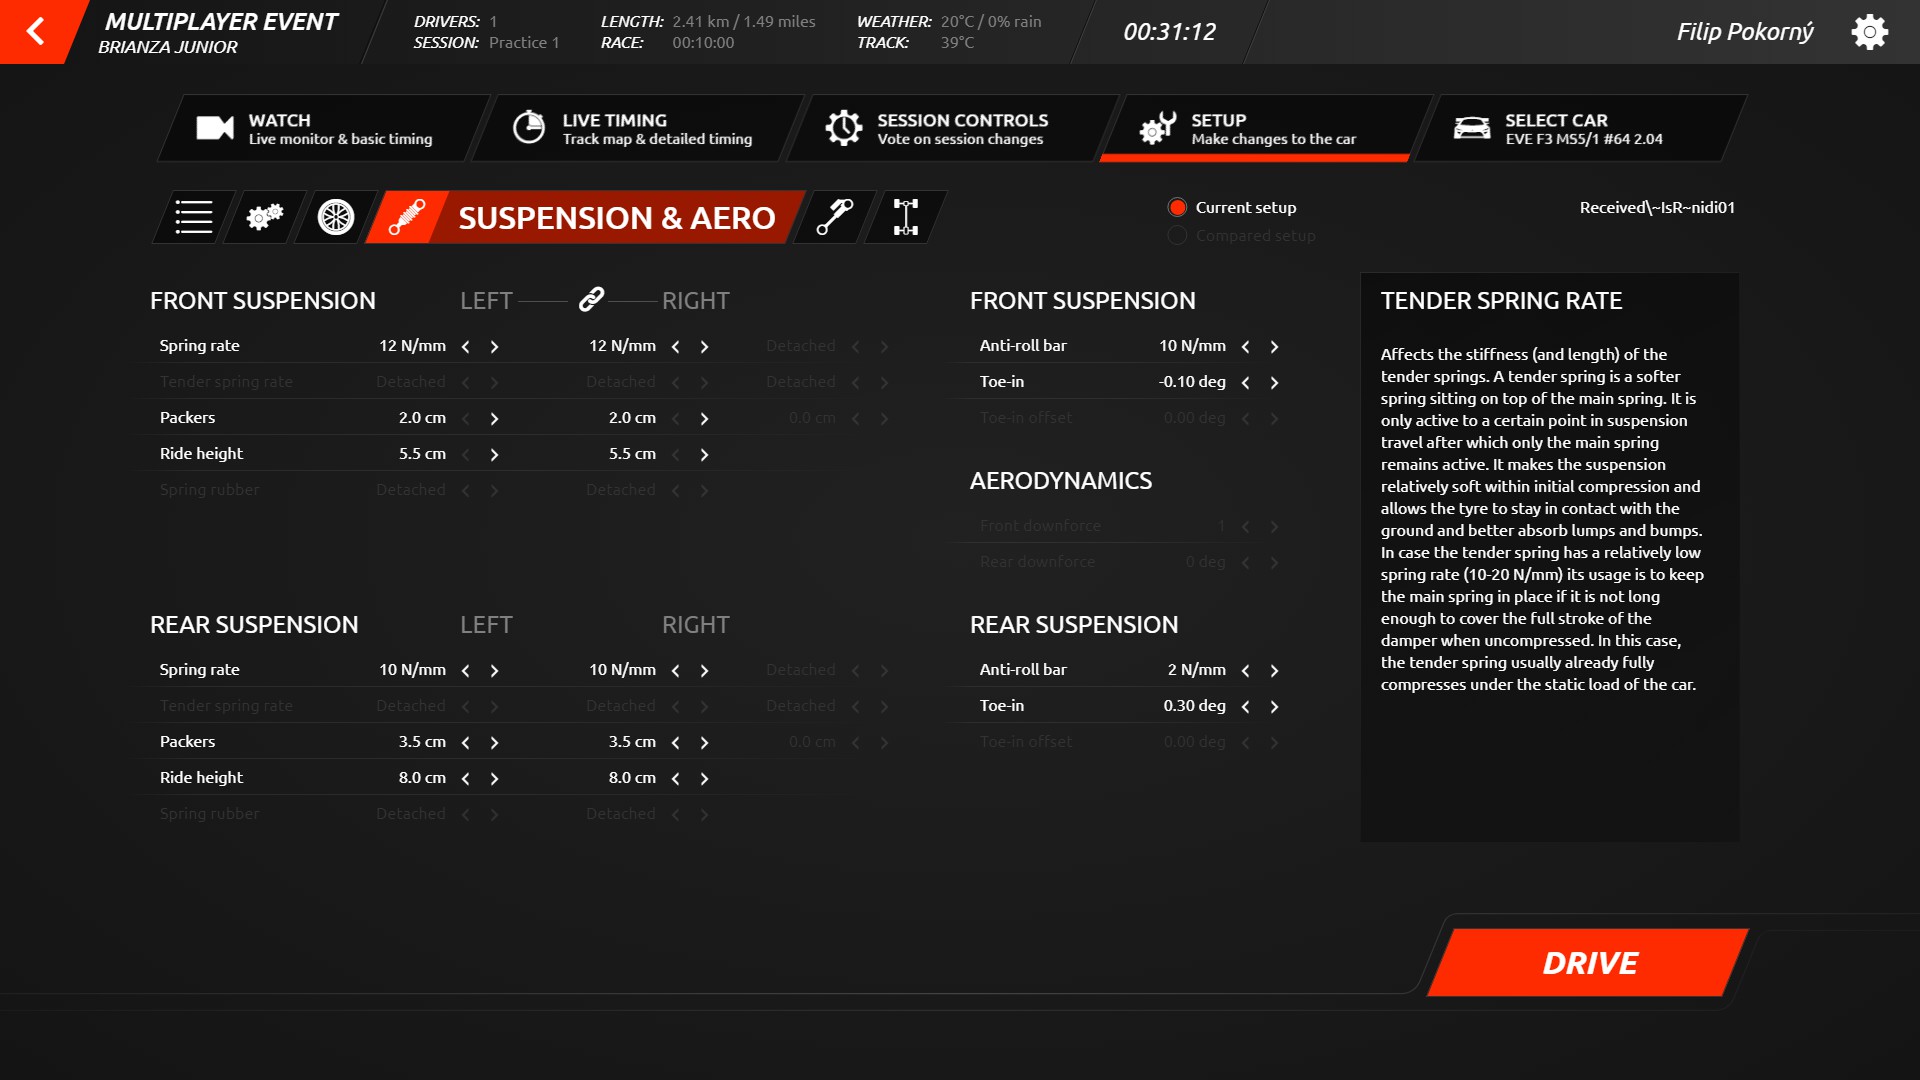 MULTIPLAYER EVENT
BRIANZA JUNIOR
DRIVERS: 1
SESSION: Practice 1
LENGTH: 2.41 km / 1.49 miles
RACE: 00:10:00
WEATHER: 20°C / 0% rain
TRACK: 39°C
00:31:12
Filip Pokorný
WATCH
Live monitor & basic timing
LIVE TIMING
Track map & detailed timing
SESSION CONTROLS
Vote on session changes
SETUP
Make changes to the car
SELECT CAR
EVE F3 MS5/1 #64 2.04
SUSPENSION & AERO
Current setup
Compared setup
Received\~IsR~nidi01
FRONT SUSPENSION LEFT RIGHT
Spring rate 12 N/mm 12 N/mm Detached
Tender spring rate Detached Detached Detached
Packers 2.0 cm 2.0 cm 0.0 cm
Ride height 5.5 cm 5.5 cm
Spring rubber Detached Detached
REAR SUSPENSION LEFT RIGHT
Spring rate 10 N/mm 10 N/mm Detached
Tender spring rate Detached Detached Detached
Packers 3.5 cm 3.5 cm 0.0 cm
Ride height 8.0 cm 8.0 cm
Spring rubber Detached Detached
FRONT SUSPENSION
Anti-roll bar 10 N/mm
Toe-in -0.10 deg
Toe-in offset 0.00 deg
AERODYNAMICS
Front downforce 1
Rear downforce 0 deg
REAR SUSPENSION
Anti-roll bar 2 N/mm
Toe-in 0.30 deg
Toe-in offset 0.00 deg
TENDER SPRING RATE
Affects the stiffness (and length) of the
tender springs. A tender spring is a softer
spring sitting on top of the main spring. It is
only active to a certain point in suspension
travel after which only the main spring
remains active. It makes the suspension
relatively soft within initial compression and
allows the tyre to stay in contact with the
ground and better absorb lumps and bumps.
In case the tender spring has a relatively low
spring rate (10-20 N/mm) its usage is to keep
the main spring in place if it is not long
enough to cover the full stroke of the
damper when uncompressed. In this case,
the tender spring usually already fully
compresses under the static load of the car.
DRIVE